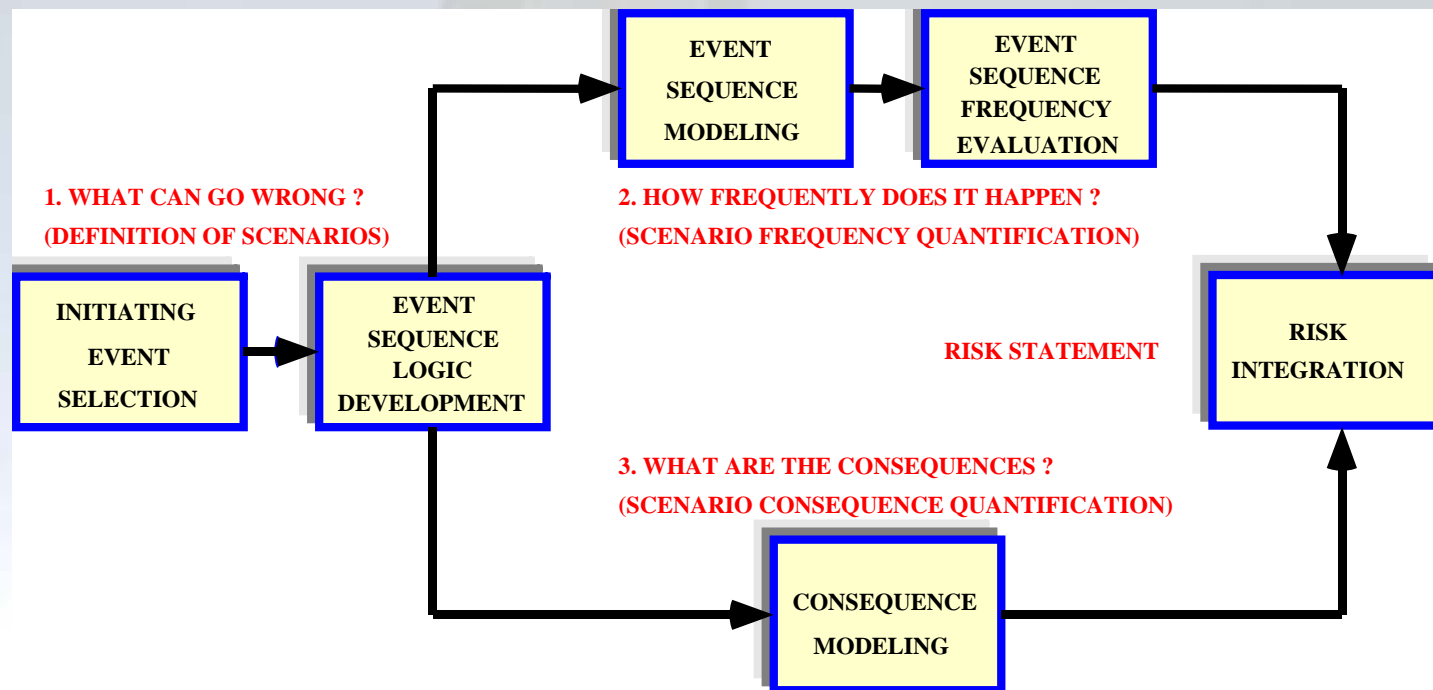 EVENT
SEQUENCE
MODELING
EVENT
SEQUENCE
FREQUENCY
EVALUATION
1. WHAT CAN GO WRONG ?
(DEFINITION OF SCENARIOS)
2. HOW FREQUENTLY DOES IT HAPPEN ?
(SCENARIO FREQUENCY QUANTIFICATION)
INITIATING
EVENT
SELECTION
EVENT
SEQUENCE
LOGIC
DEVELOPMENT
RISK STATEMENT
RISK
INTEGRATION
3. WHAT ARE THE CONSEQUENCES ?
(SCENARIO CONSEQUENCE QUANTIFICATION)
CONSEQUENCE
MODELING